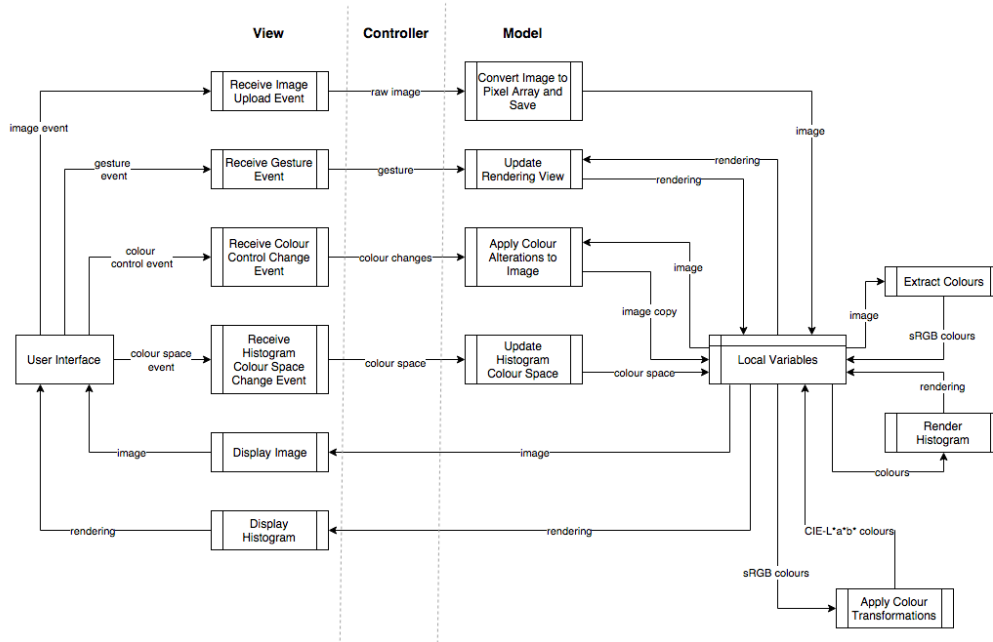 View
Controller
Model
Receive Image
Upload Event
raw image
Convert Image to
Pixel Array and
Save
image event
image
gesture
event
Receive Gesture
Event
gesture
Update
Rendering View
rendering
rendering
colour
control event
Receive Colour
Control Change
Event
colour changes
Apply Colour
Alterations to
Image
image
image copy
Extract Colours
image
sRGB colours
User Interface
colour space
event
Receive
Histogram
Colour Space
Change Event
colour space
Update
Histogram
Colour Space
colour space
Local Variables
rendering
Render
Histogram
colours
image
Display Image
image
rendering
Display
Histogram
rendering
CIE-L*a*b* colours
sRGB colours
Apply Colour
Transformations